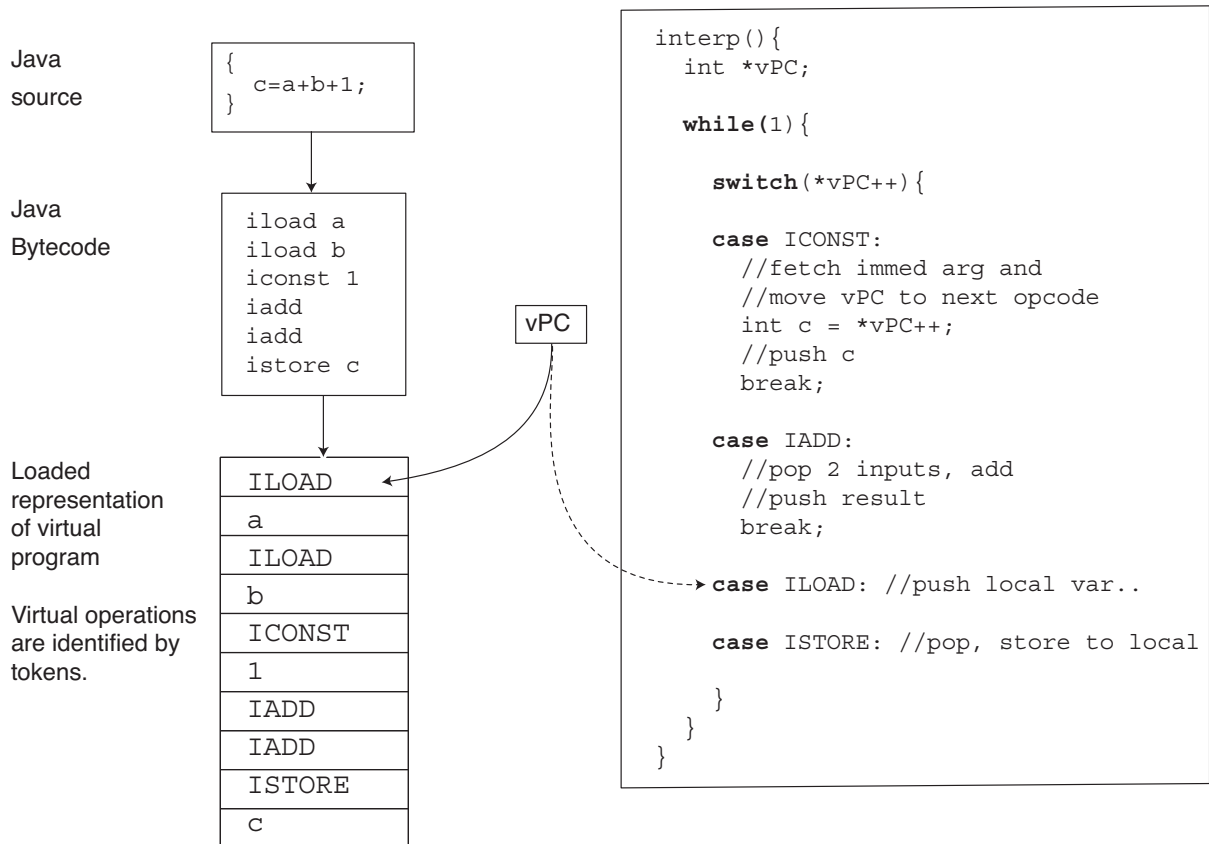 Java
source
{
c=a+b+1;
}
Java
Bytecode
iload a
iload b
iconst 1
iadd
iadd
istore c
vPC
Loaded
representation
of virtual
program
Virtual operations
are identified by
tokens.
ILOAD
a
ILOAD
b
ICONST
1
IADD
IADD
ISTORE
c
interp(){
int *vPC;
while(1){
switch(*vPC++){
case ICONST:
//fetch immed arg and
//move vPC to next opcode
int c = *vPC++;
//push c
break;
case IADD:
//pop 2 inputs, add
//push result
break;
case ILOAD: //push local var..
case ISTORE: //pop, store to local
}
}
}